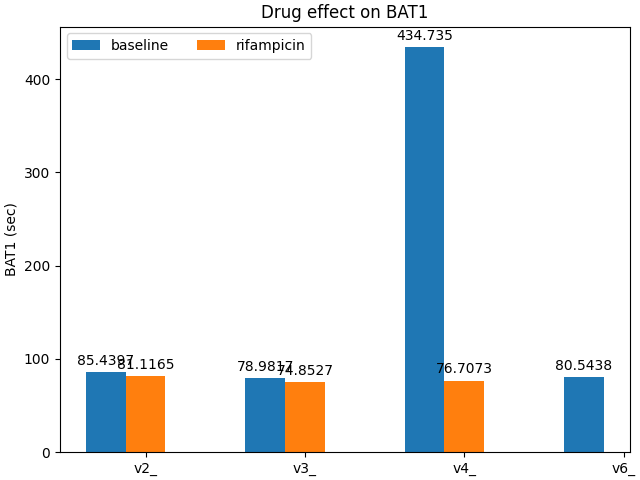 Drug effect on BAT1
baseline
rifampicin
BAT1 (sec)
400
300
200
100
0
85.4397
81.1165
78.9817
74.8527
434.735
76.7073
80.5438
v2_
v3_
v4_
v6_